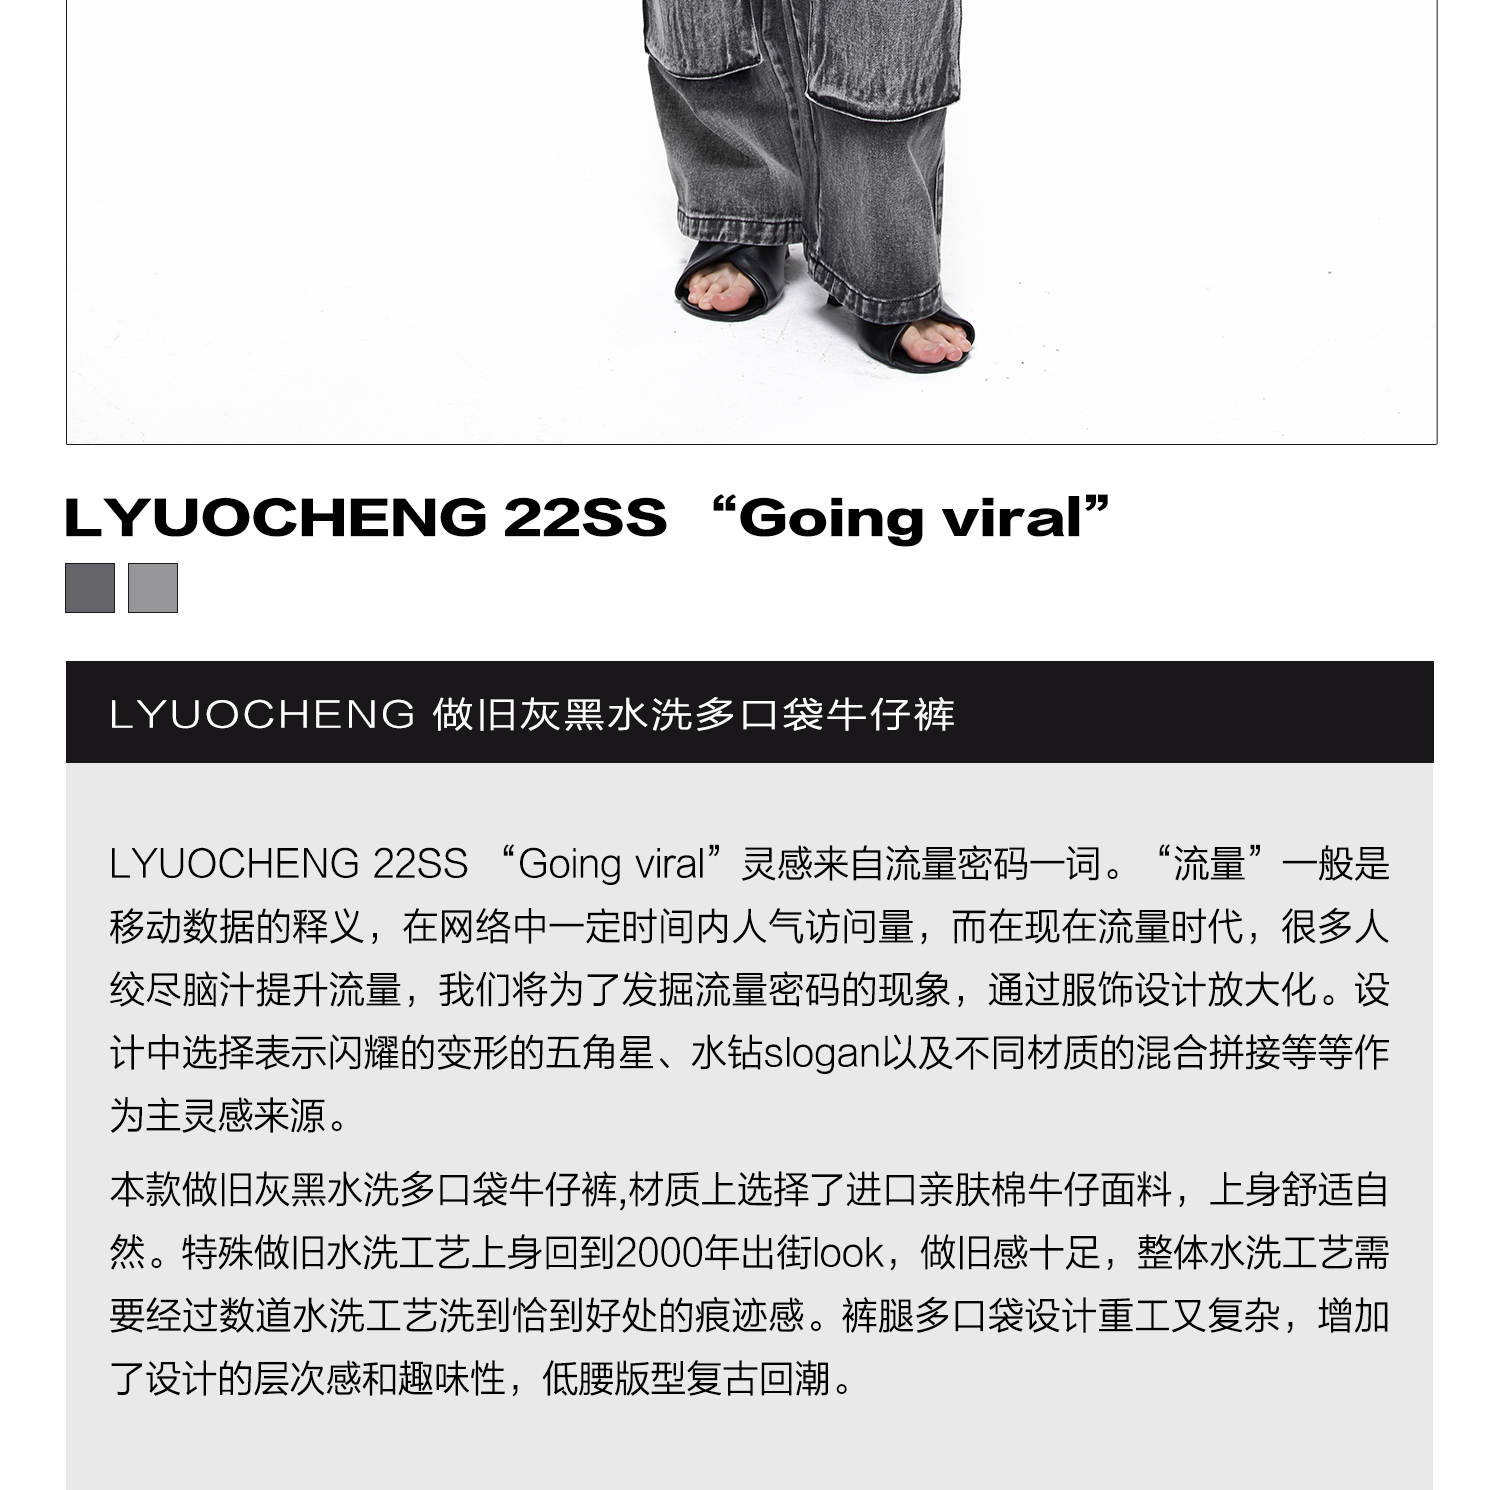 LYUOCHENG 22SS “Going viral”
LYUOCHENG 做旧灰黑水洗多口袋牛仔裤
LYUOCHENG 22SS “Going viral”灵感来自流量密码一词。“流量”一般是
移动数据的释义，在网络中一定时间内人气访问量，而在现在流量时代，很多人
绞尽脑汁提升流量，我们将为了发掘流量密码的现象，通过服饰设计放大化。设
计中选择表示闪耀的变形的五角星、水钻slogan以及不同材质的混合拼接等等作
为主灵感来源。
本款做旧灰黑水洗多口袋牛仔裤,材质上选择了进口亲肤棉牛仔面料，上身舒适自
然。特殊做旧水洗工艺上身回到2000年出街look，做旧感十足，整体水洗工艺需
要经过数道水洗工艺洗到恰到好处的痕迹感。裤腿多口袋设计重工又复杂，增加
了设计的层次感和趣味性，低腰版型复古回潮。